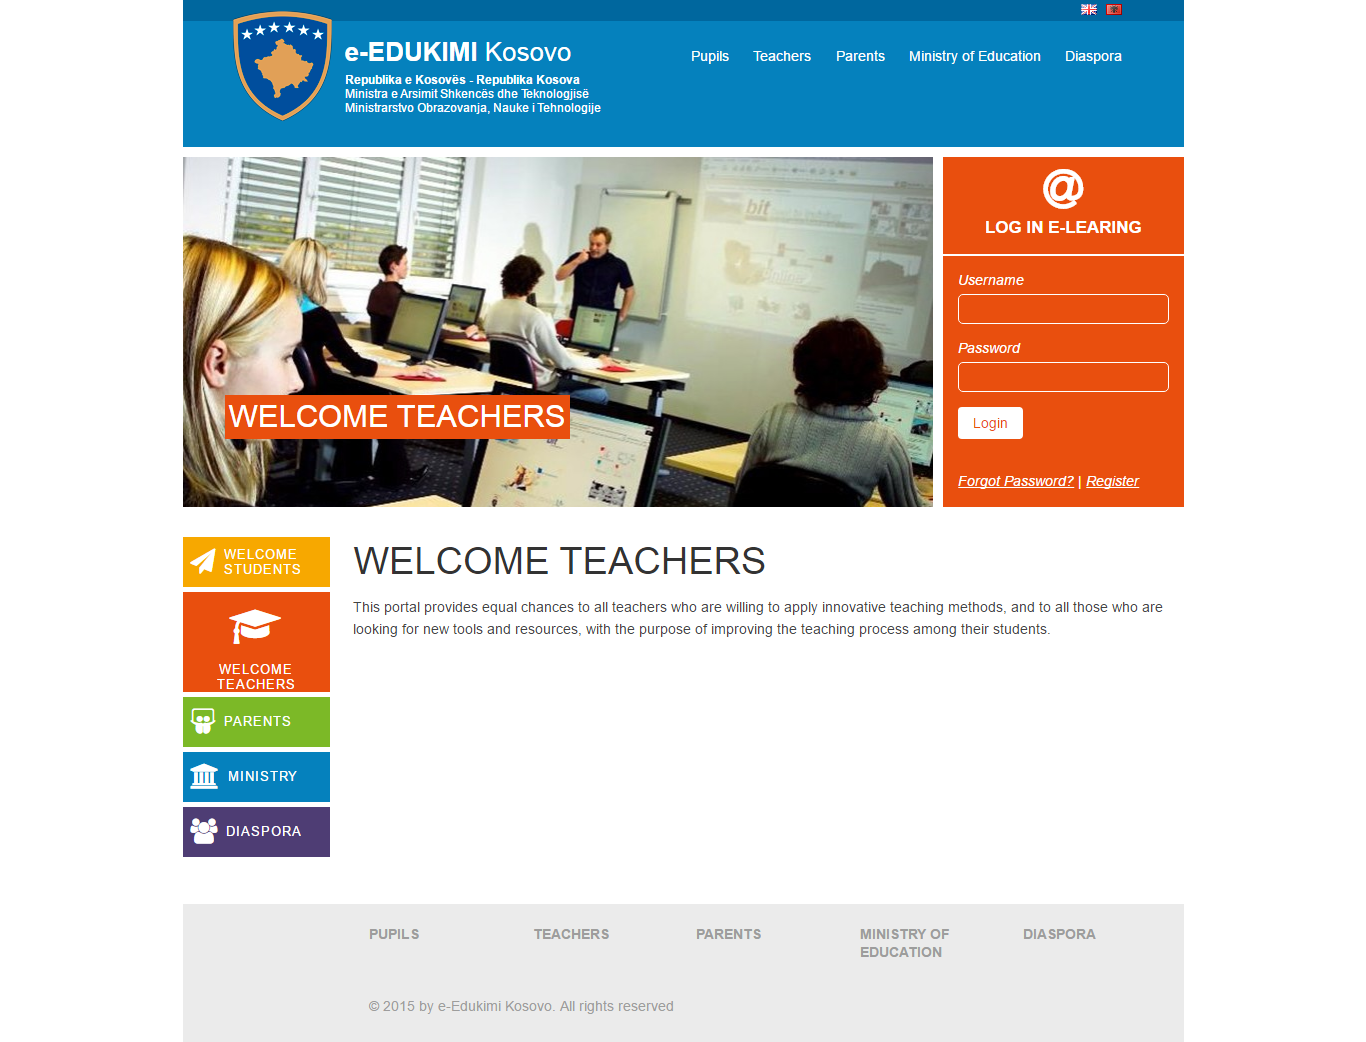 e-EDUKIMI Kosovo
Republika e Kosovës - Republika Kosova
Ministra e Arsimit Shkencës dhe Teknologjisë
Ministrarstvo Obrazovanja, Nauke i Tehnologije
Pupils Teachers Parents Ministry of Education Diaspora
bit
online
WELCOME TEACHERS
@
LOG IN E-LEARING
Username
Password
Login
Forgot Password? | Register
WELCOME
STUDENTS
WELCOME
TEACHERS
PARENTS
MINISTRY
DIASPORA
WELCOME TEACHERS
This portal provides equal chances to all teachers who are willing to apply innovative teaching methods, and to all those who are
looking for new tools and resources, with the purpose of improving the teaching process among their students.
PUPILS
TEACHERS
PARENTS
MINISTRY OF
EDUCATION
DIASPORA
© 2015 by e-Edukimi Kosovo. All rights reserved